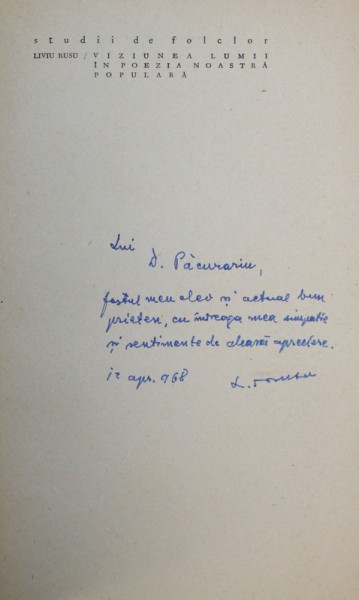 studii de folclor
LIVIU RUSU / VIZIUNEA LUMII
ÎN POEZIA NOASTRĂ
POPULARĂ
Lui
D. Păcurariu,
fostul meu elev și actual bun
prieten, cu întreaga mea simpatie
și sentimente de aleasă apreciere.
12 apr. 968
L. Rusu